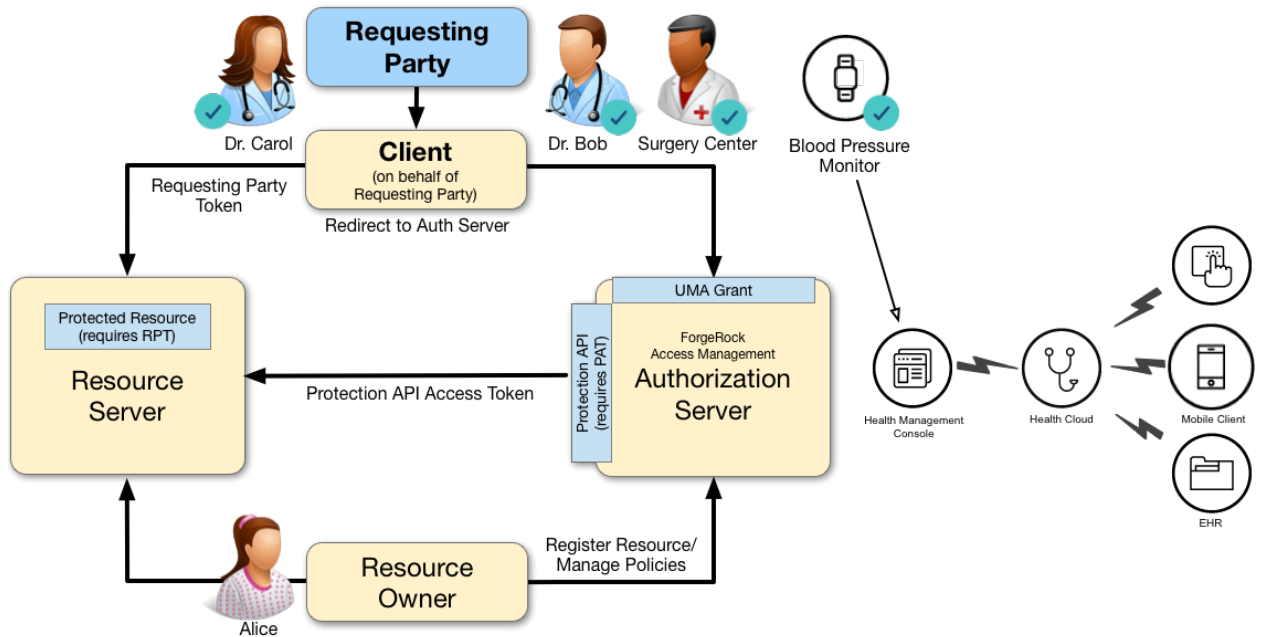 Requesting
Party
Dr. Carol
Client
(on behalf of
Requesting Party)
Dr. Bob
Surgery Center
Blood Pressure
Monitor
Requesting Party
Token
Redirect to Auth Server
Protected Resource
(requires RPT)
Resource
Server
Protection API Access Token
UMA Grant
Protection API
(requires PAT)
ForgeRock
Access Management
Authorization
Server
Health Management
Console
Health Cloud
Mobile Client
EHR
Alice
Resource
Owner
Register Resource/
Manage Policies